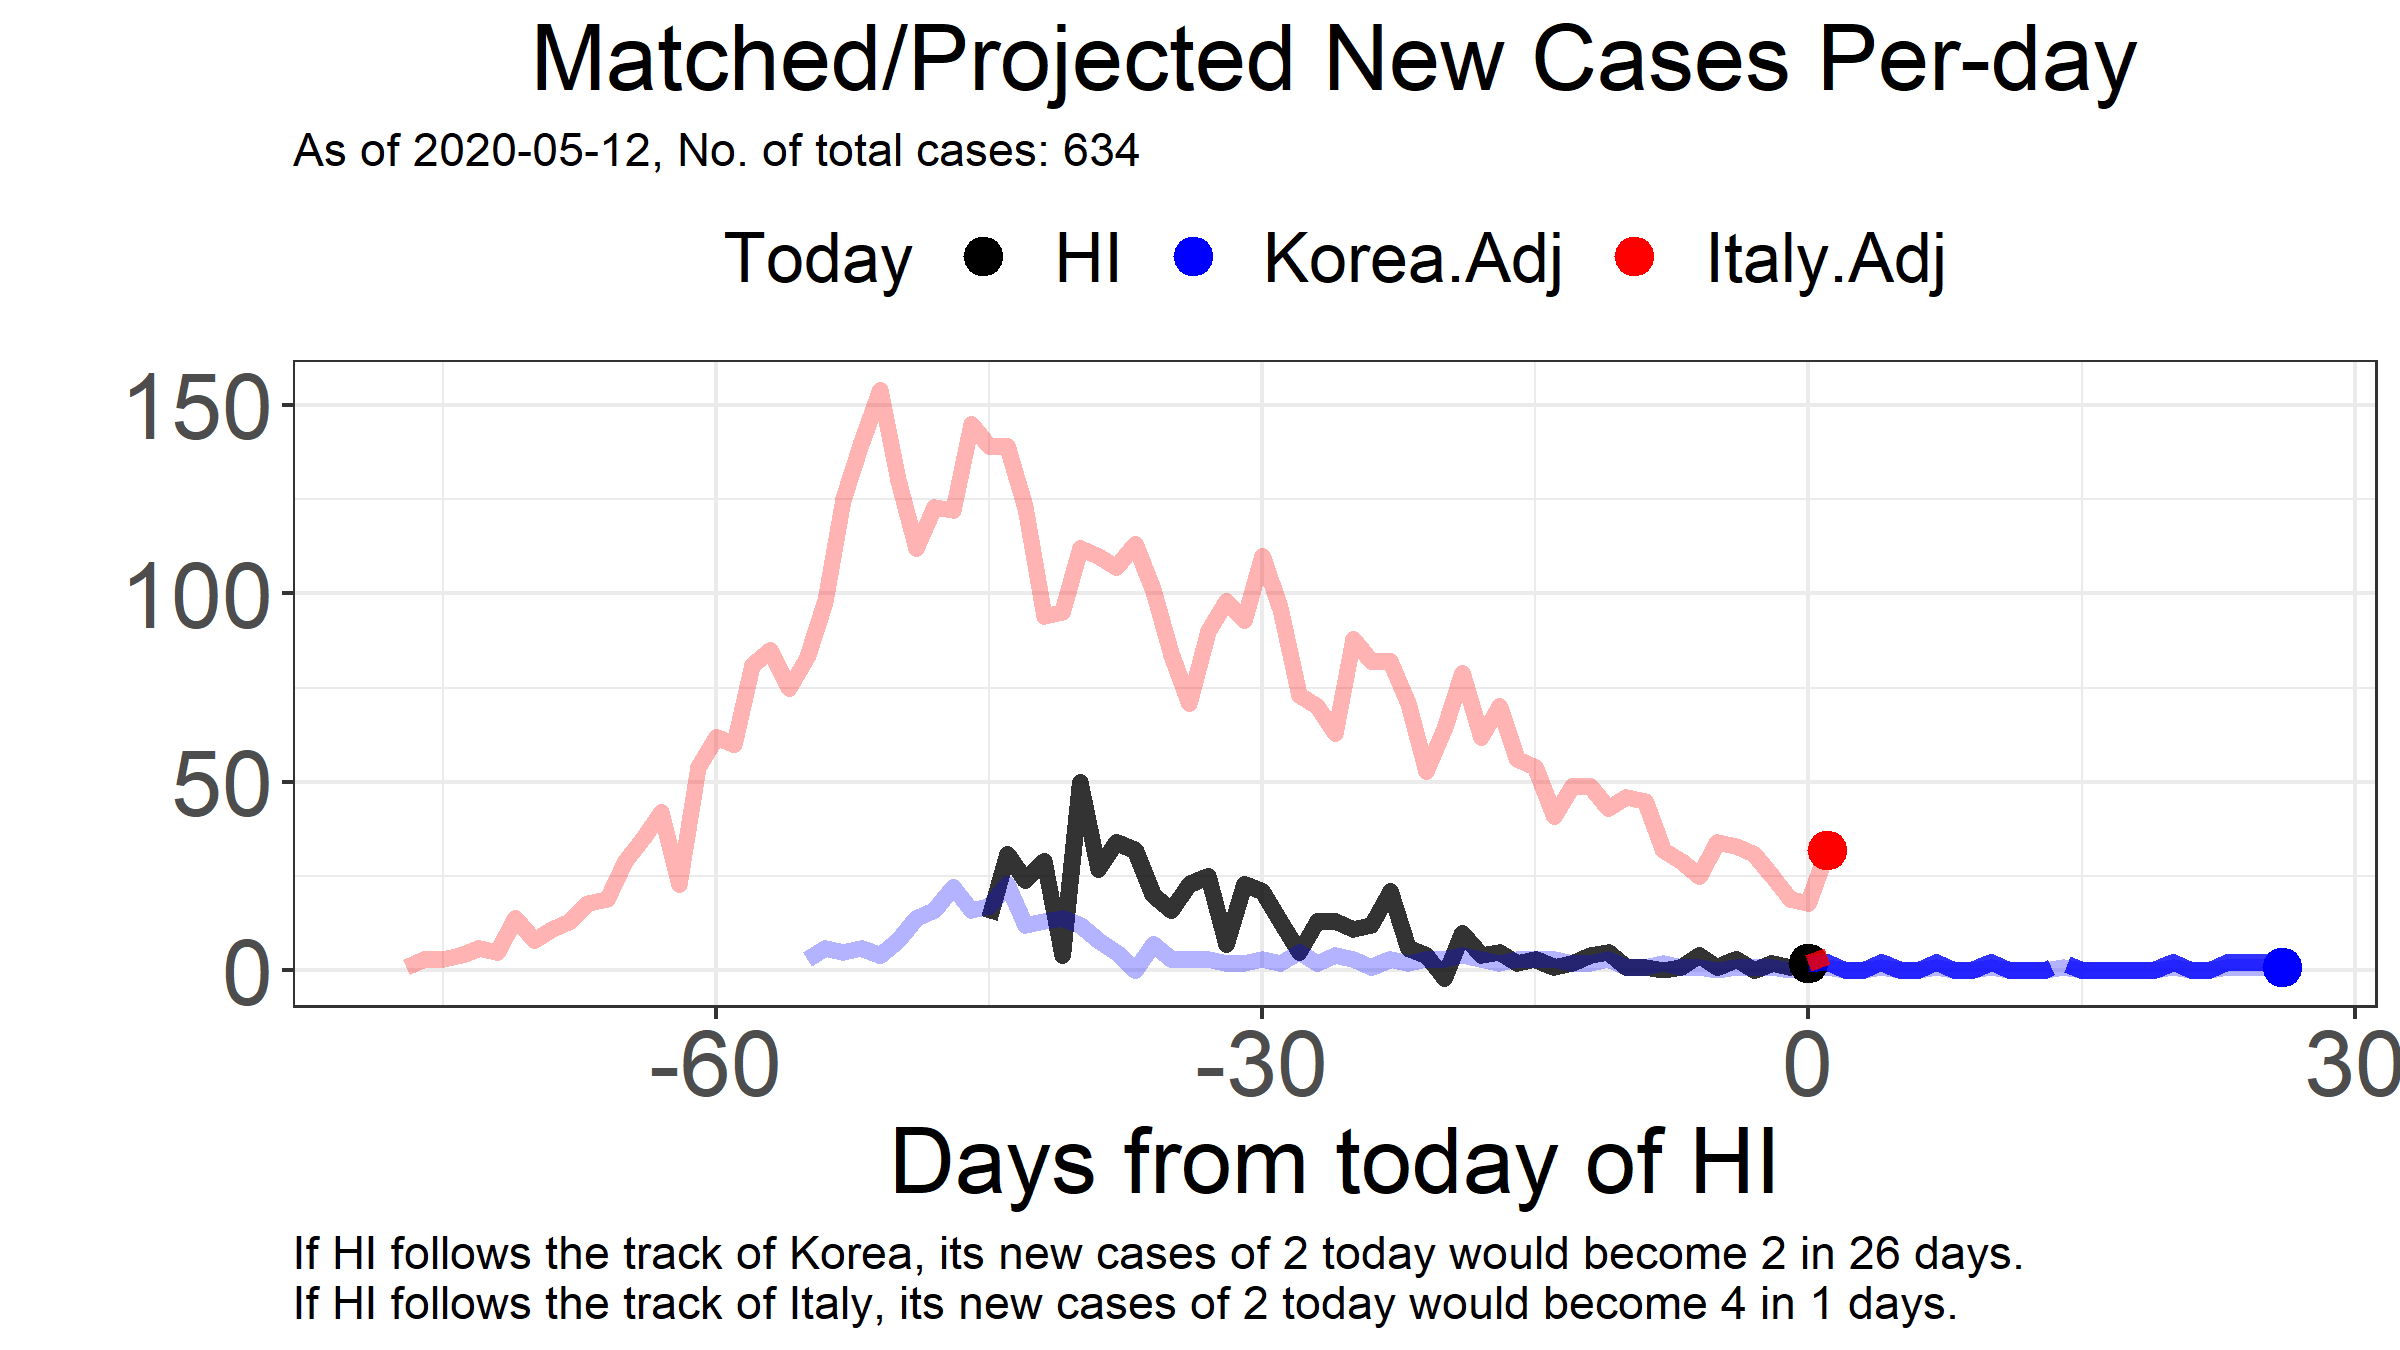 Matched/Projected New Cases Per-day
As of 2020-05-12, No. of total cases: 634
Today HI Korea.Adj Italy.Adj
150
100
50
0
-60 -30 0 30
Days from today of HI
If HI follows the track of Korea, its new cases of 2 today would become 2 in 26 days.
If HI follows the track of Italy, its new cases of 2 today would become 4 in 1 days.